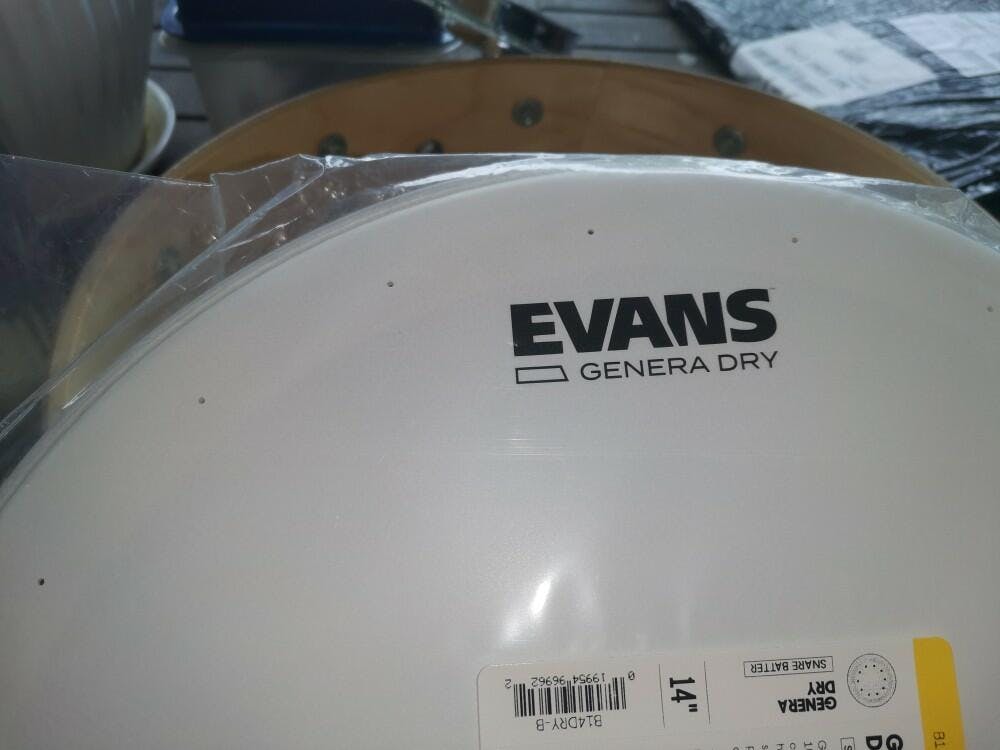 EVANS
GENERA DRY
GENERA
DRY
SNARE BATTER
14"
B14DRY-B
0 19954 96962 2